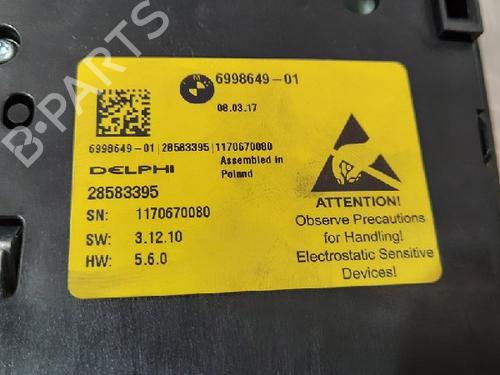 6998649-01
08.03.17
6998649-01|28583395|1170670080
DELPHI
Assembled in
Poland
28583395
SN: 1170670080
SW: 3.12.10
HW: 5.6.0
ATTENTION!
Observe Precautions
for Handling!
Electrostatic Sensitive
Devices!
B-PARTS